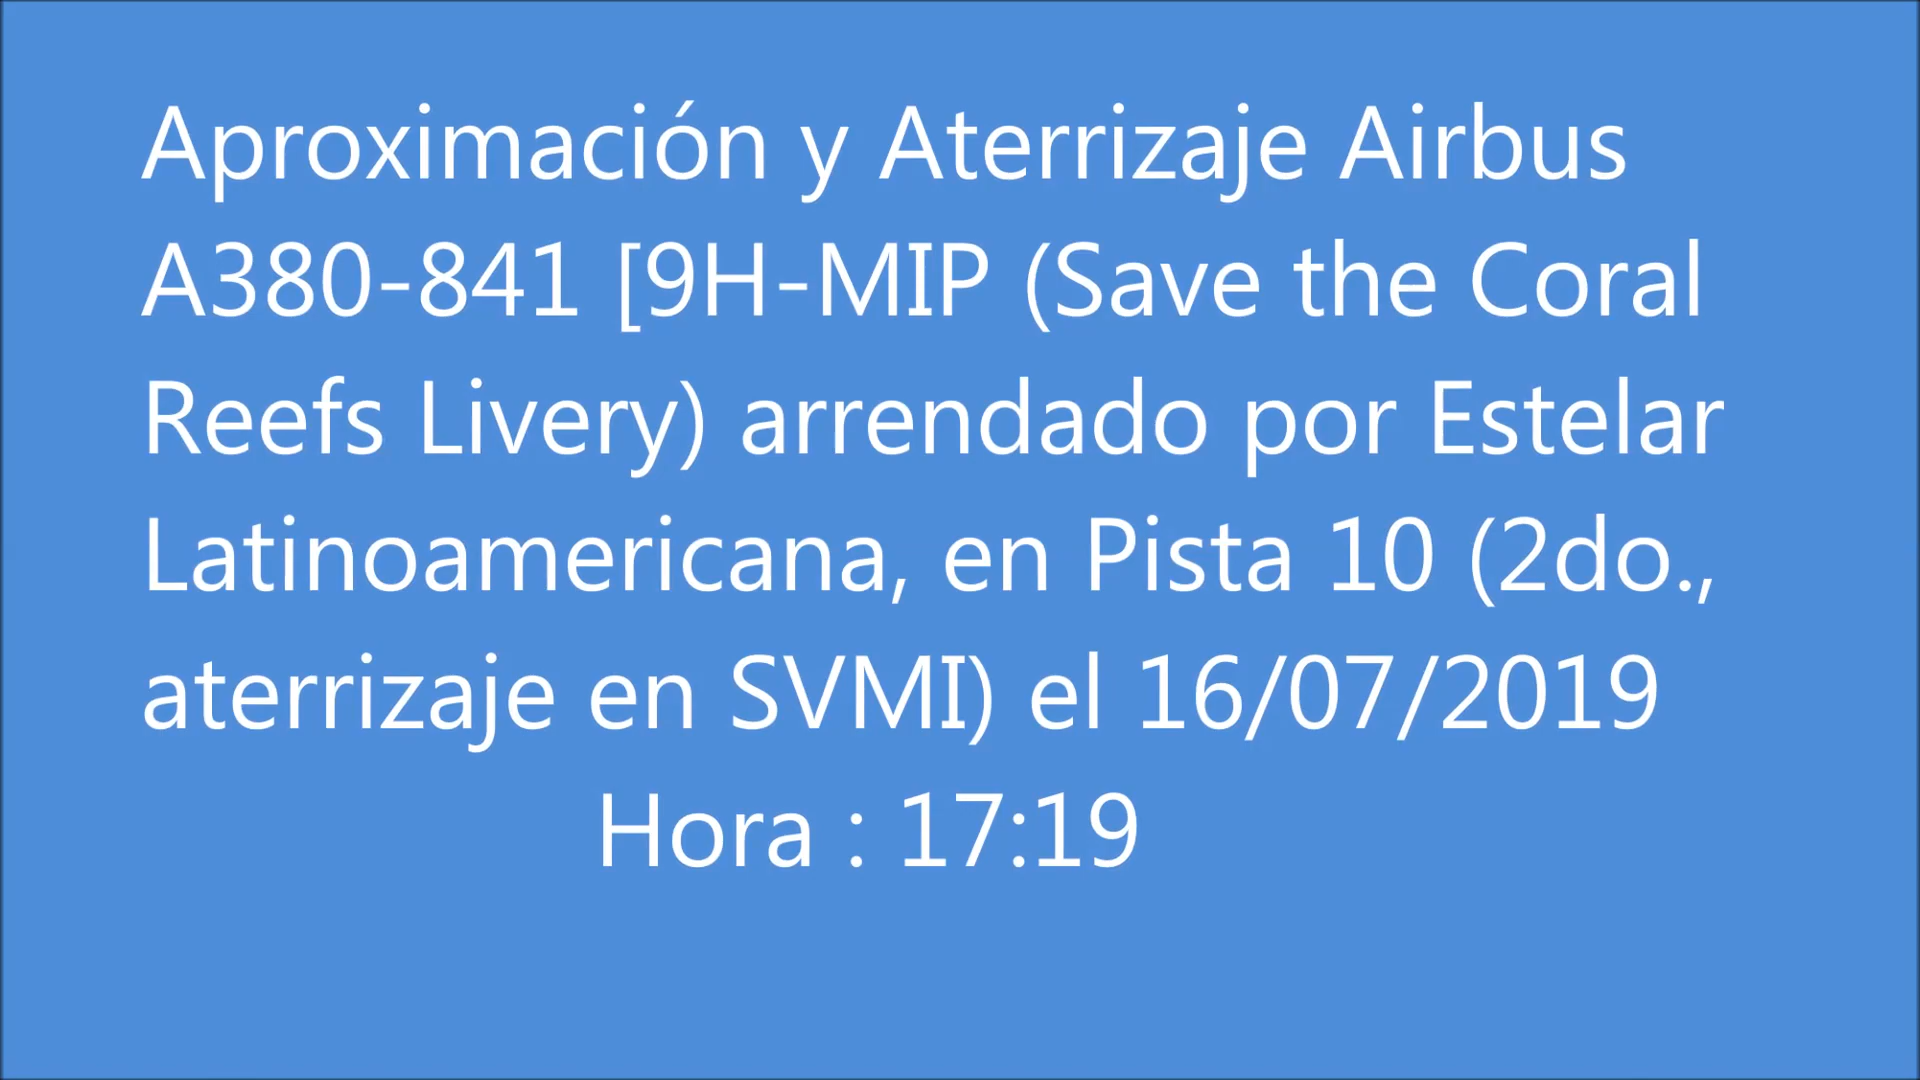 Aproximación y Aterrizaje Airbus
A380-841 [9H-MIP (Save the Coral
Reefs Livery) arrendado por Estelar
Latinoamericana, en Pista 10 (2do.,
aterrizaje en SVMI) el 16/07/2019
Hora : 17:19